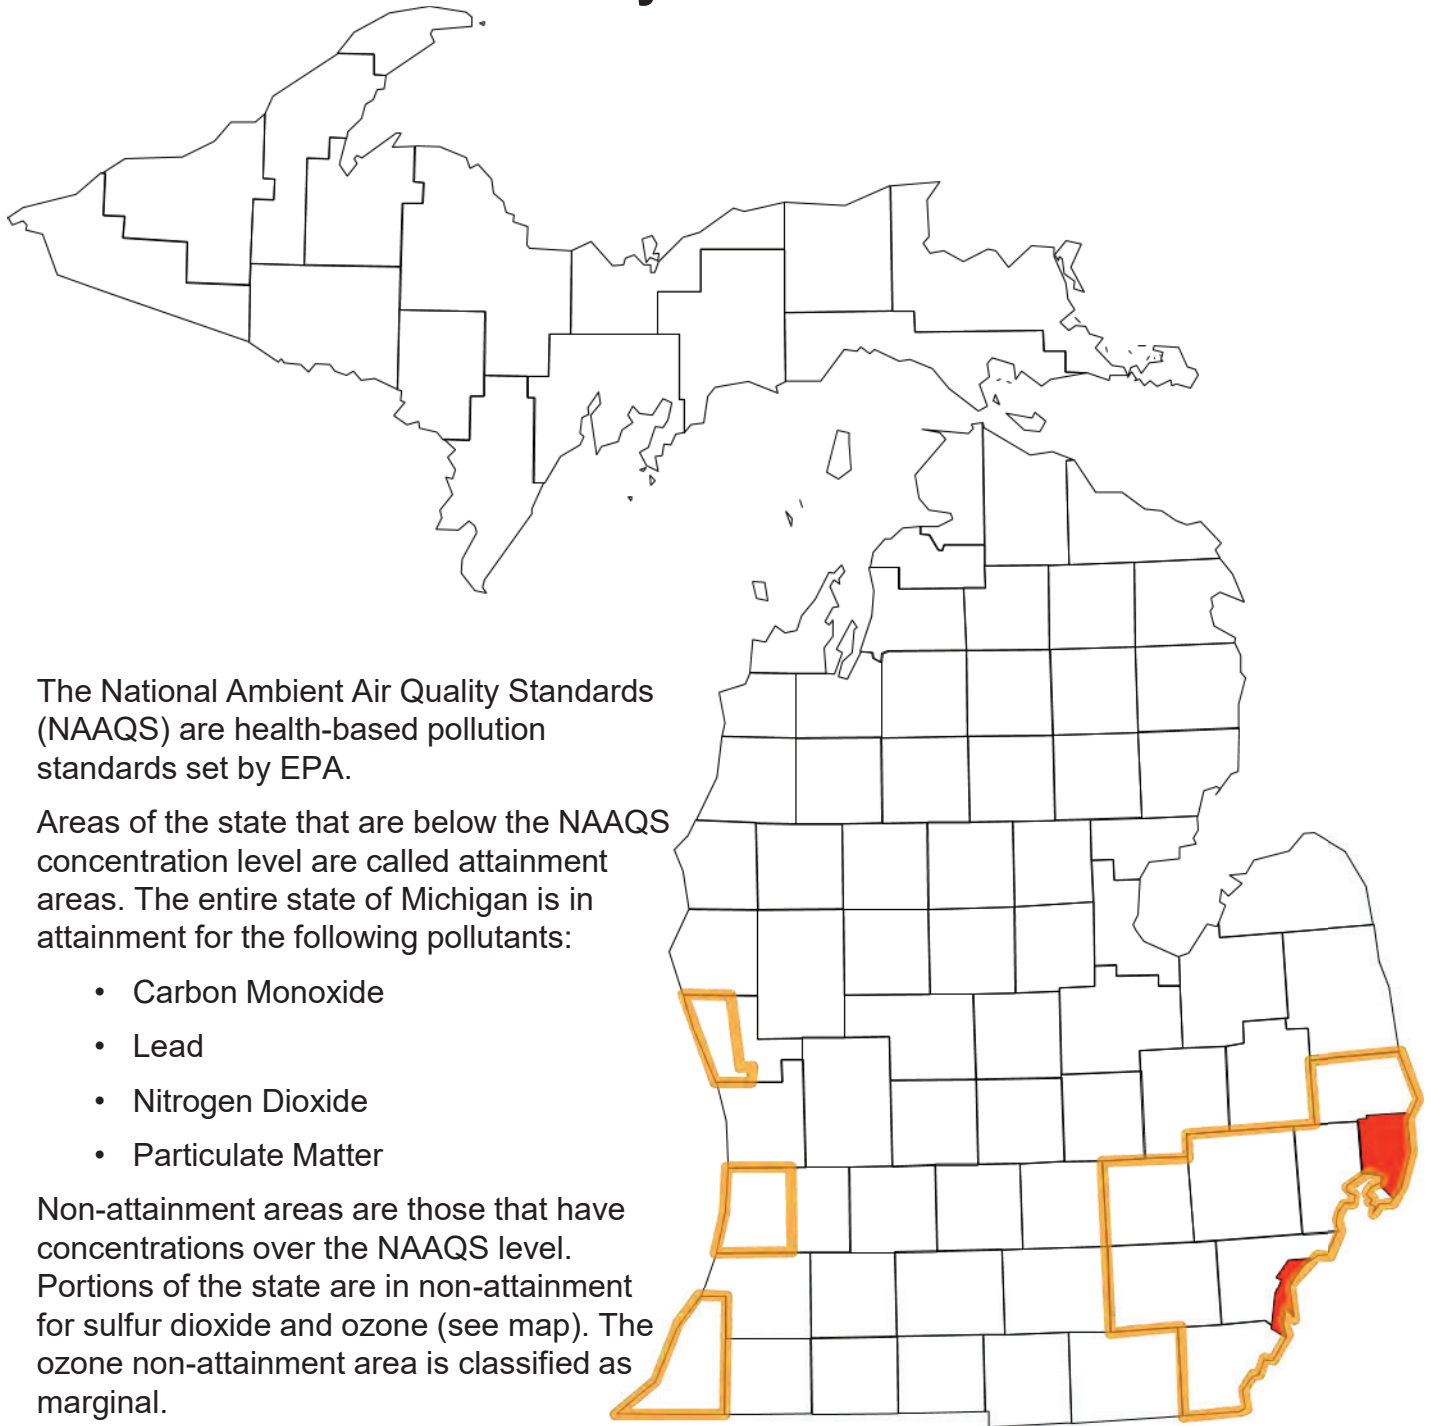 The National Ambient Air Quality Standards
(NAAQS) are health-based pollution
standards set by EPA.
Areas of the state that are below the NAAQS
concentration level are called attainment
areas. The entire state of Michigan is in
attainment for the following pollutants:
• Carbon Monoxide
• Lead
• Nitrogen Dioxide
• Particulate Matter
Non-attainment areas are those that have
concentrations over the NAAQS level.
Portions of the state are in non-attainment
for sulfur dioxide and ozone (see map). The
ozone non-attainment area is classified as
marginal.